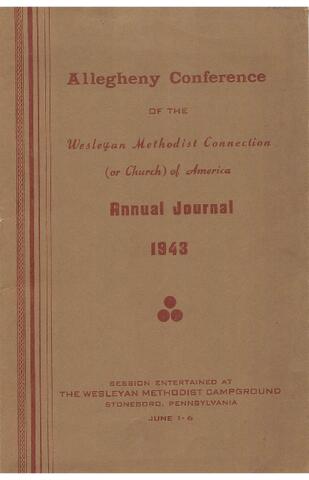 Allegheny Conference
OF THE
Wesleyan Methodist Connection
(or Church) of America
Annual Journal
1943
SESSION ENTERTAINED AT
THE WESLEYAN METHODIST CAMPGROUND
STONEBORO, PENNSYLVANIA
JUNE 1-6